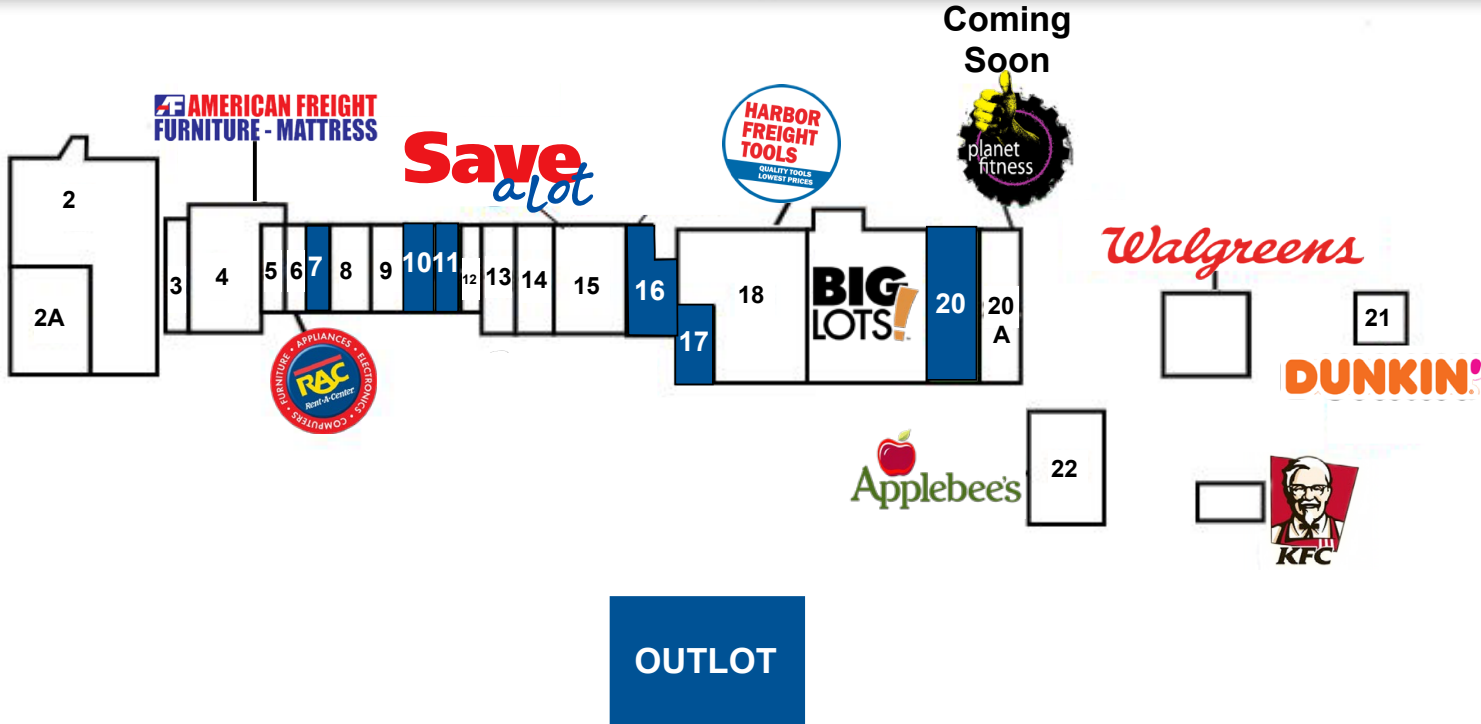 Coming
Soon
AF AMERICAN FREIGHT
FURNITURE - MATTRESS
Save
a Lot
HARBOR
FREIGHT
TOOLS
QUALITY TOOLS
LOWEST PRICES
planet
fitness
2
2A
3
4
5
6
7
8
9
10
11
12
13
14
15
16
17
18
BIG
LOTS!
20
20
A
Walgreens
21
DUNKIN'
FURNITURE • APPLIANCES • ELECTRONICS • COMPUTERS •
RAC
Rent-A-Center
Applebee's
22
KFC
OUTLOT